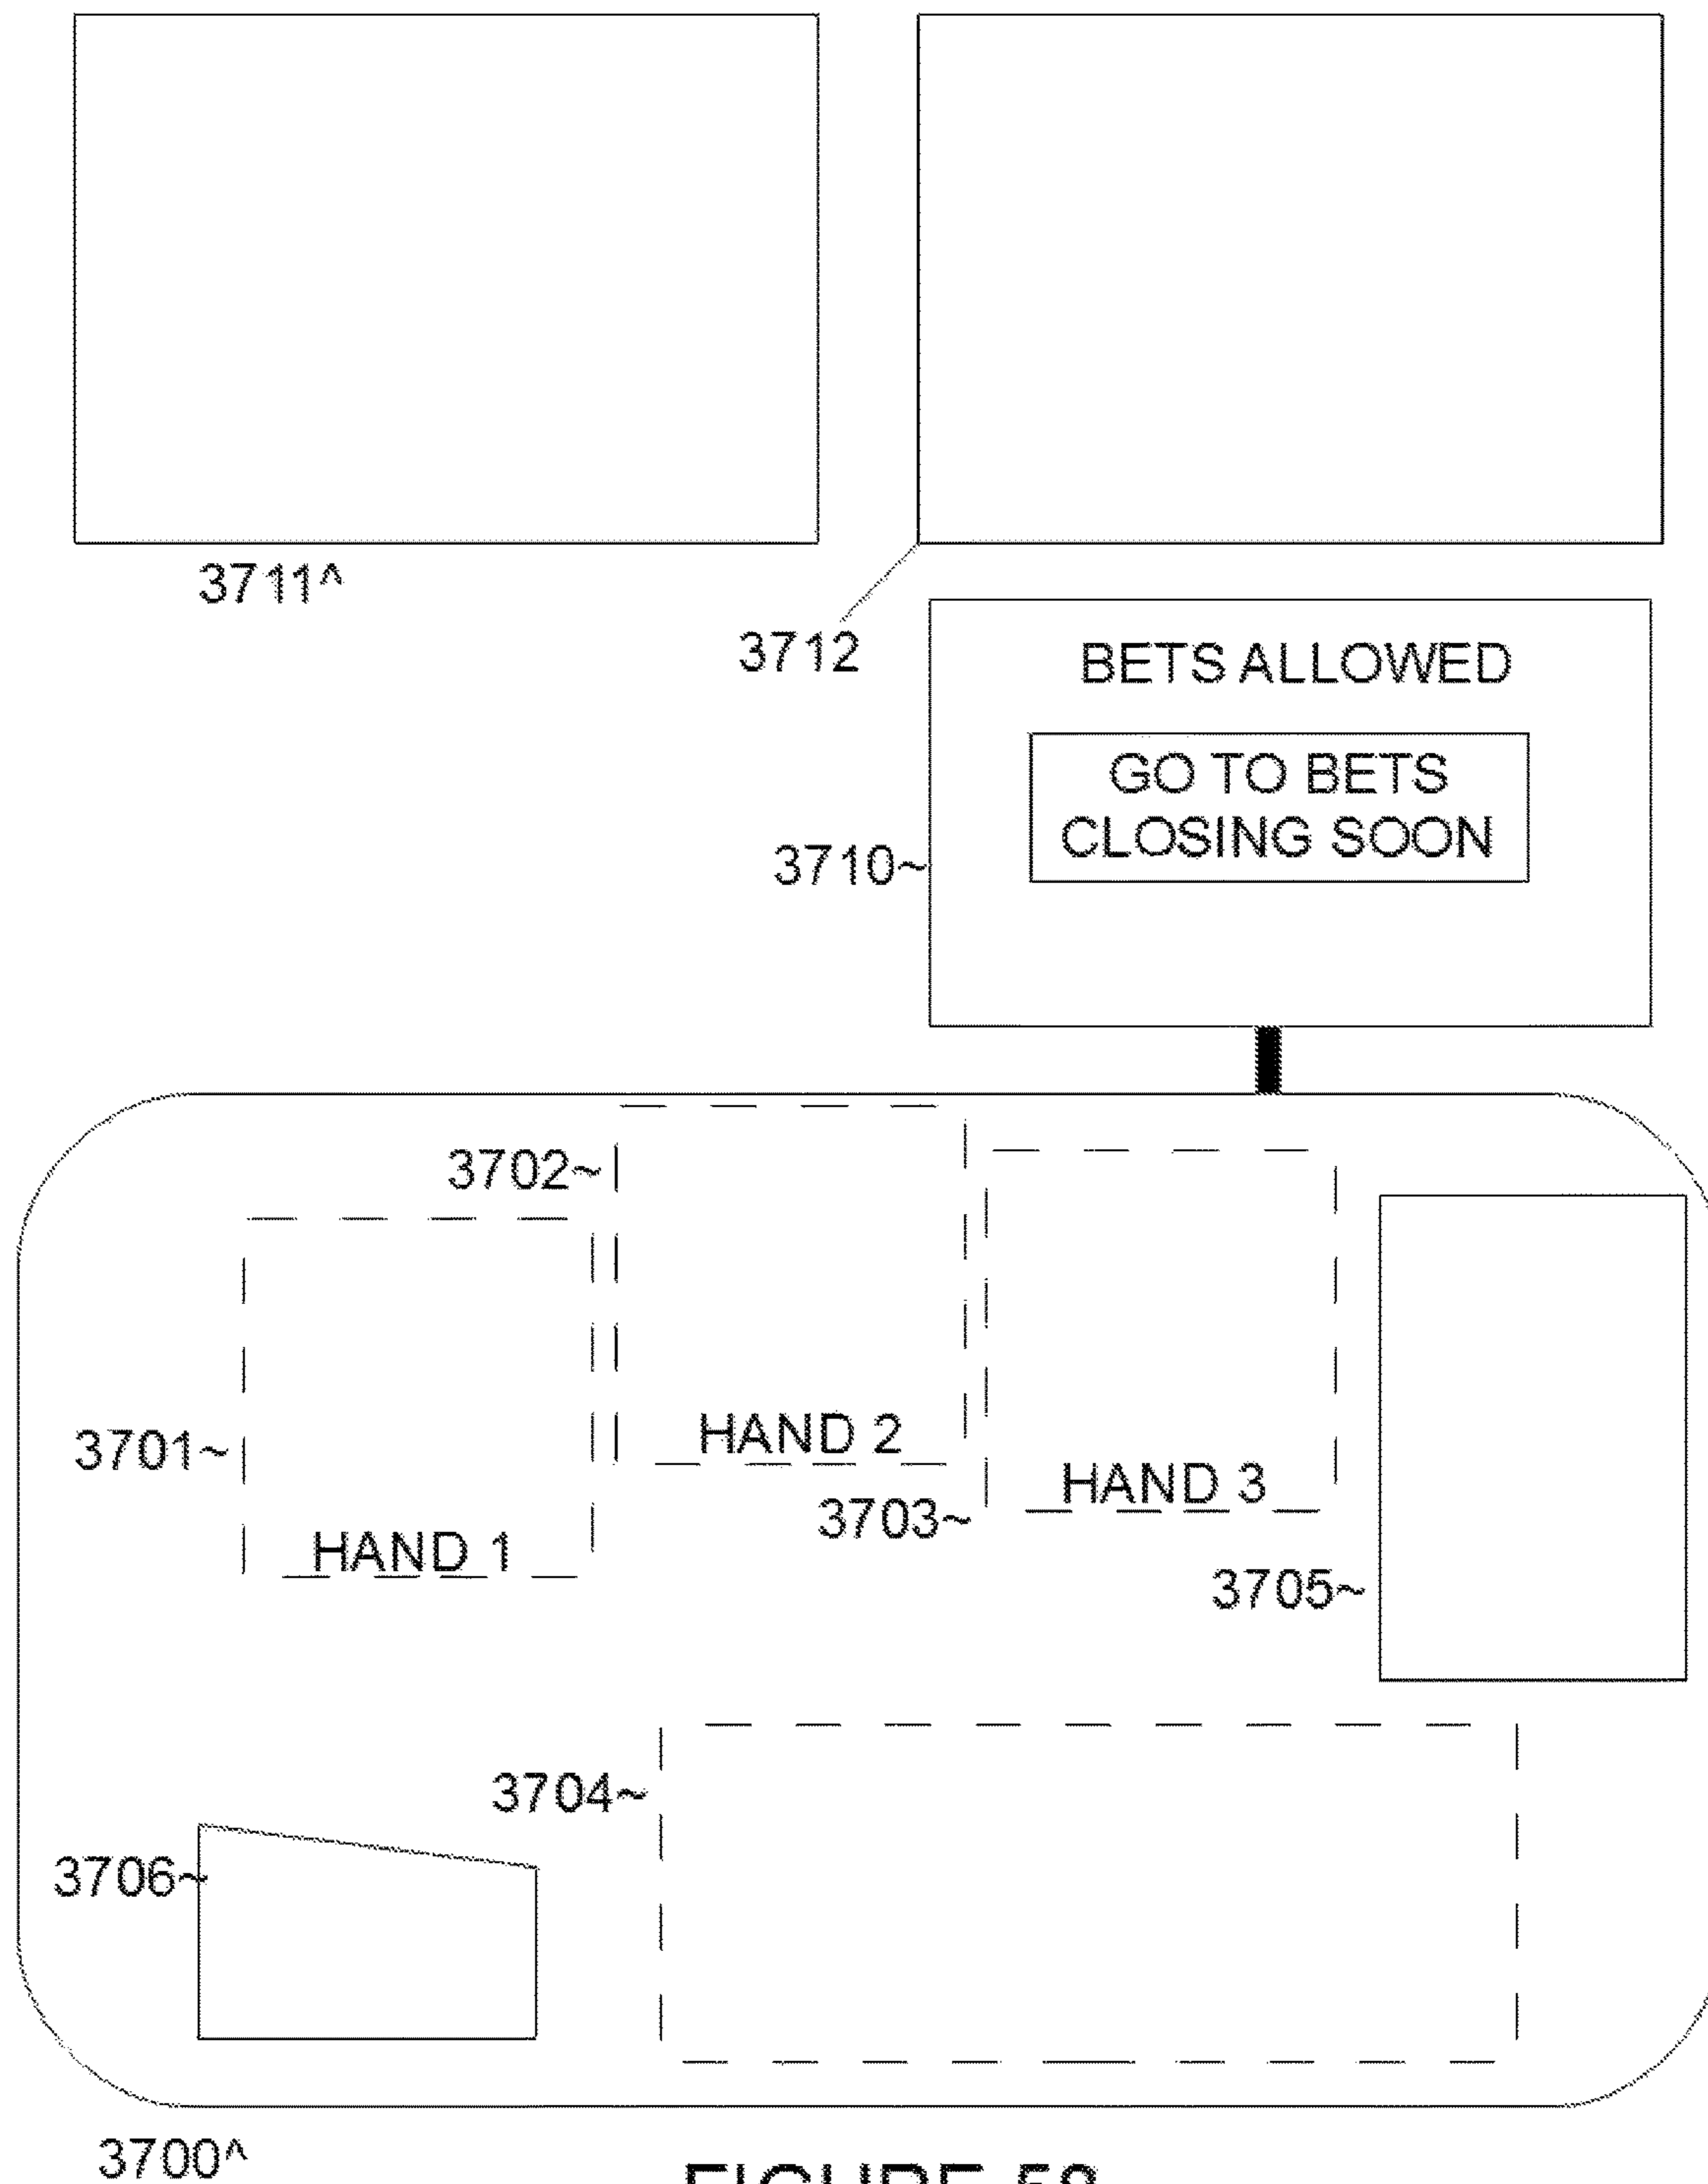 3711^
3712
BETS ALLOWED
GO TO BETS
CLOSING SOON
3710~
3702~
3701~
HAND 2
HAND 3
3703~
HAND 1
3705~
3704~
3706~
3700^
FIGURE